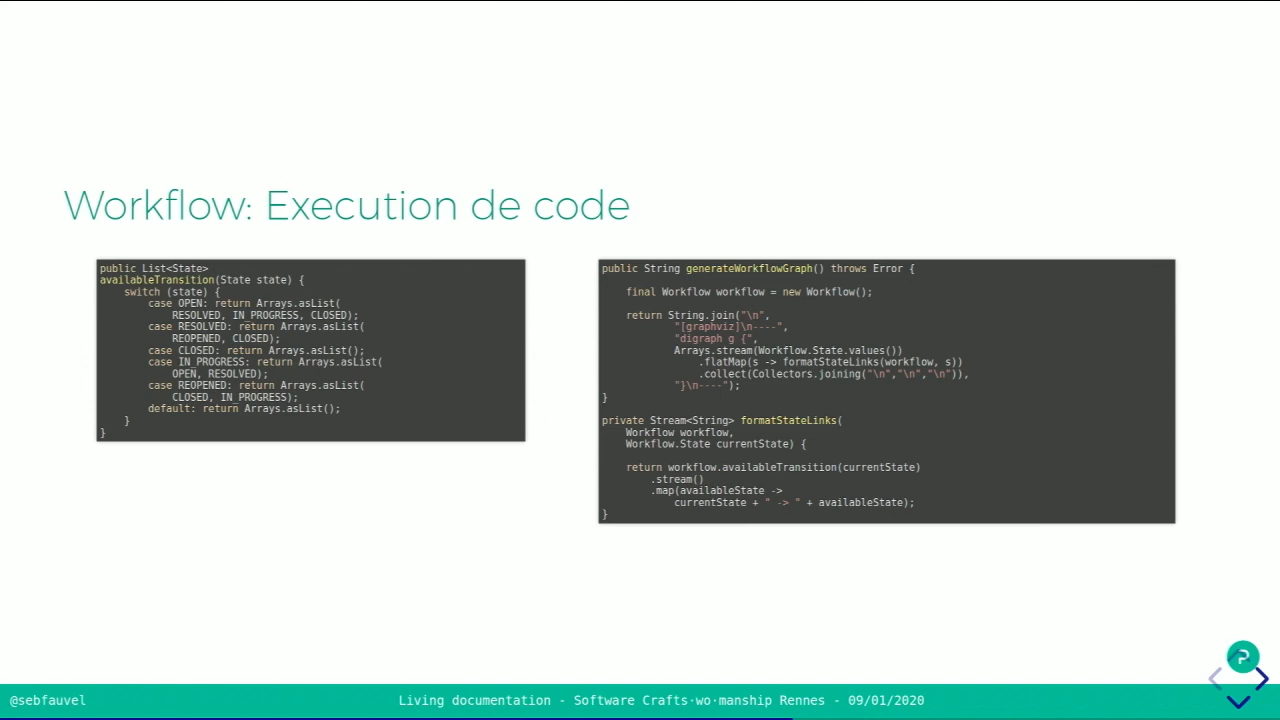 Workflow: Execution de code
public List<State>
availableTransition(State state) {
    switch (state) {
        case OPEN: return Arrays.asList(
            RESOLVED, IN_PROGRESS, CLOSED);
        case RESOLVED: return Arrays.asList(
            REOPENED, CLOSED);
        case CLOSED: return Arrays.asList();
        case IN_PROGRESS: return Arrays.asList(
            OPEN, RESOLVED);
        case REOPENED: return Arrays.asList(
            CLOSED, IN_PROGRESS);
        default: return Arrays.asList();
    }
}
public String generateWorkflowGraph() throws Error {
    final Workflow workflow = new Workflow();
    return String.join("\n",
            "[graphviz]\n----",
            "digraph g {",
            Arrays.stream(Workflow.State.values())
                .flatMap(s -> formatStateLinks(workflow, s))
                .collect(Collectors.joining("\n","\n","\n")),
            "}\n----");
}
private Stream<String> formatStateLinks(
    Workflow workflow,
    Workflow.State currentState) {
    return workflow.availableTransition(currentState)
        .stream()
        .map(availableState ->
            currentState + " -> " + availableState);
}
@sebfauvel
Living documentation - Software Crafts·wo·manship Rennes - 09/01/2020